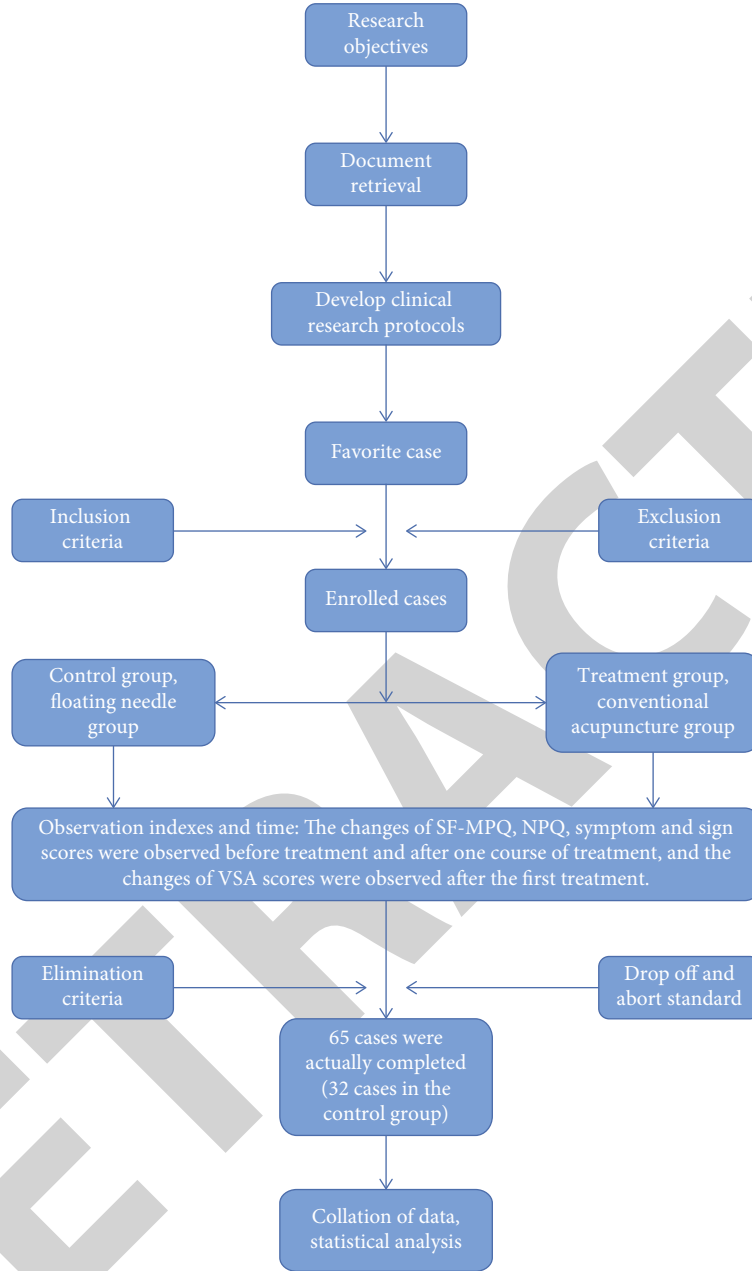 Research
objectives
Document
retrieval
Develop clinical
research protocols
Favorite case
Inclusion
criteria
Exclusion
criteria
Enrolled cases
Control group,
floating needle
group
Treatment group,
conventional
acupuncture group
Observation indexes and time: The changes of SF-MPQ, NPQ, symptom and sign
scores were observed before treatment and after one course of treatment, and the
changes of VSA scores were observed after the first treatment.
Elimination
criteria
Drop off and
abort standard
65 cases were
actually completed
(32 cases in the
control group)
Collation of data,
statistical analysis
ETRACT